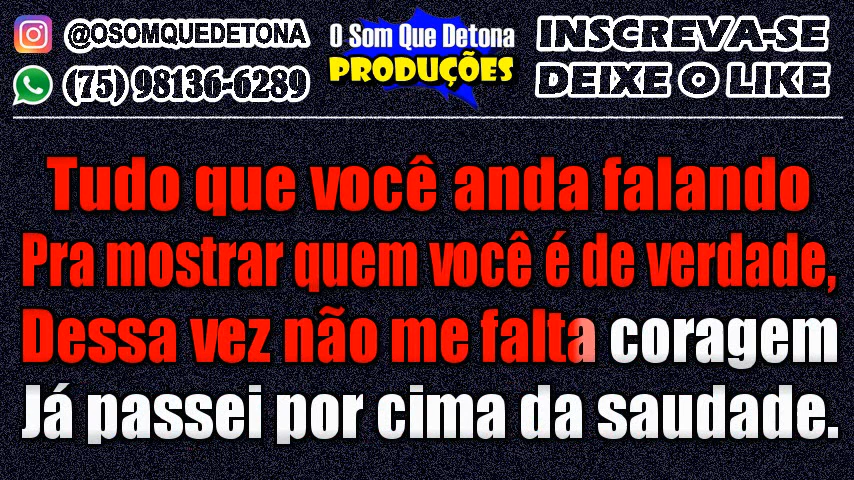 @OSOMQUEDETONA
(75) 98136-6289
O Som Que Detona
PRODUÇÕES
INSCREVA-SE
DEIXE O LIKE
Tudo que você anda falando
Pra mostrar quem você é de verdade,
Dessa vez não me falta coragem
Já passei por cima da saudade.